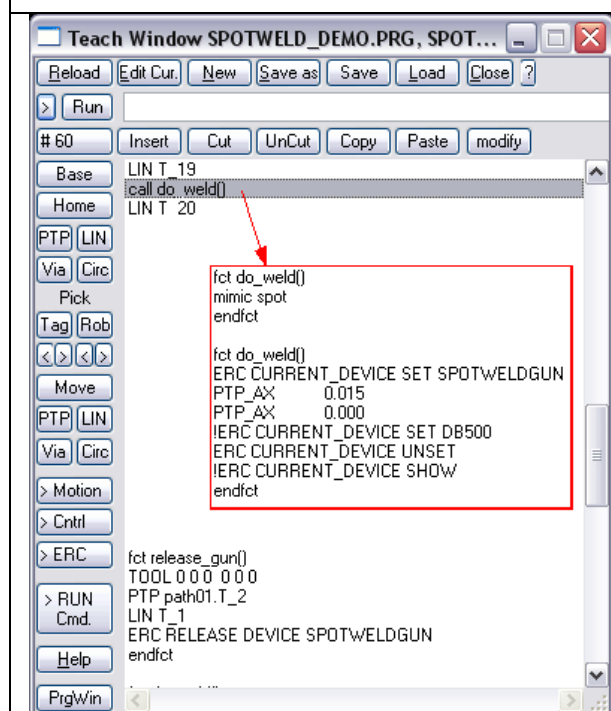 Teach Window SPOTWELD_DEMO.PRG, SPOT...
Reload Edit Cur. New Save as Save Load Close ?
> Run
# 60 Insert Cut UnCut Copy Paste modify
Base
Home
PTP LIN
Via Circ
Pick
Tag Rob
< > < >
Move
PTP LIN
Via Circ
> Motion
> Cntrl
> ERC
> RUN
Cmd.
Help
PrgWin
LIN T_19
call do_weld()
LIN T_20
fct do_weld()
mimic spot
endfct
fct do_weld()
ERC CURRENT_DEVICE SET SPOTWELDGUN
PTP_AX 0.015
PTP_AX 0.000
!ERC CURRENT_DEVICE SET DB500
ERC CURRENT_DEVICE UNSET
!ERC CURRENT_DEVICE SHOW
endfct
fct release_gun()
TOOL 0 0 0 0 0 0
PTP path01.T_2
LIN T_1
ERC RELEASE DEVICE SPOTWELDGUN
endfct